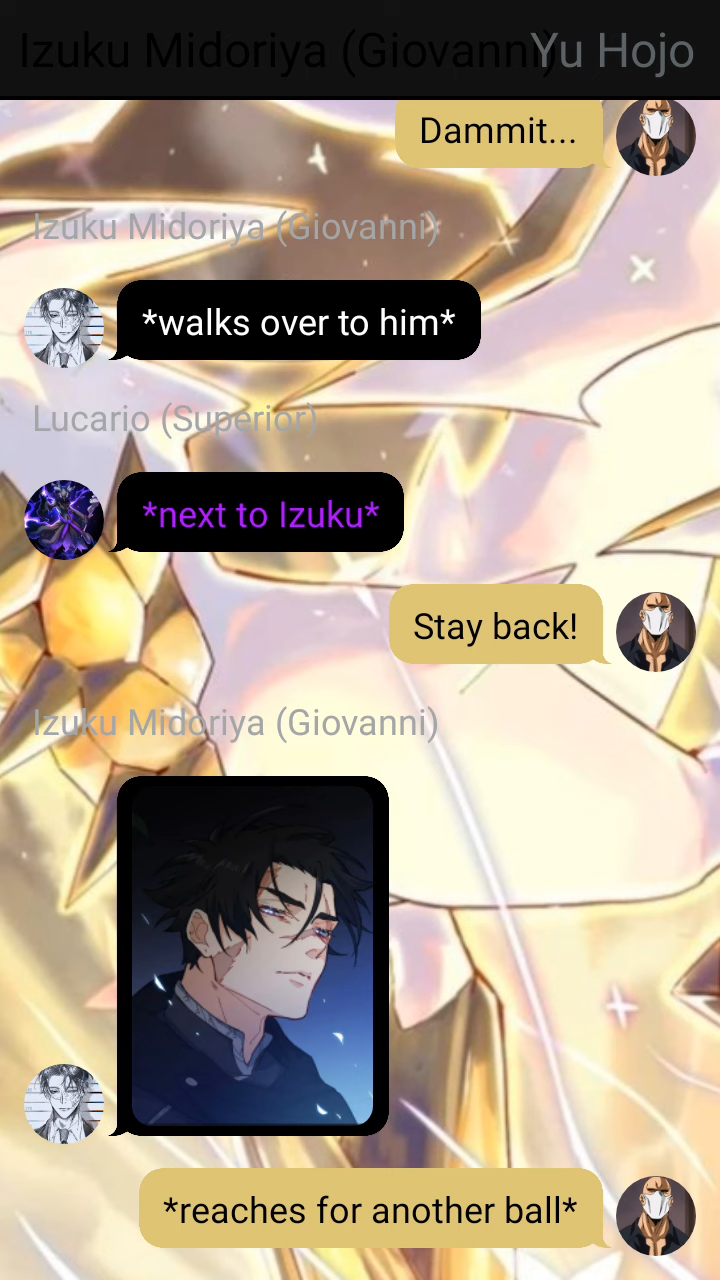 Izuku Midoriya (Giovanni)
Yu Hojo
Dammit...
Izuku Midoriya (Giovanni)
*walks over to him*
Lucario (Superior)
*next to Izuku*
Stay back!
Izuku Midoriya (Giovanni)
*reaches for another ball*